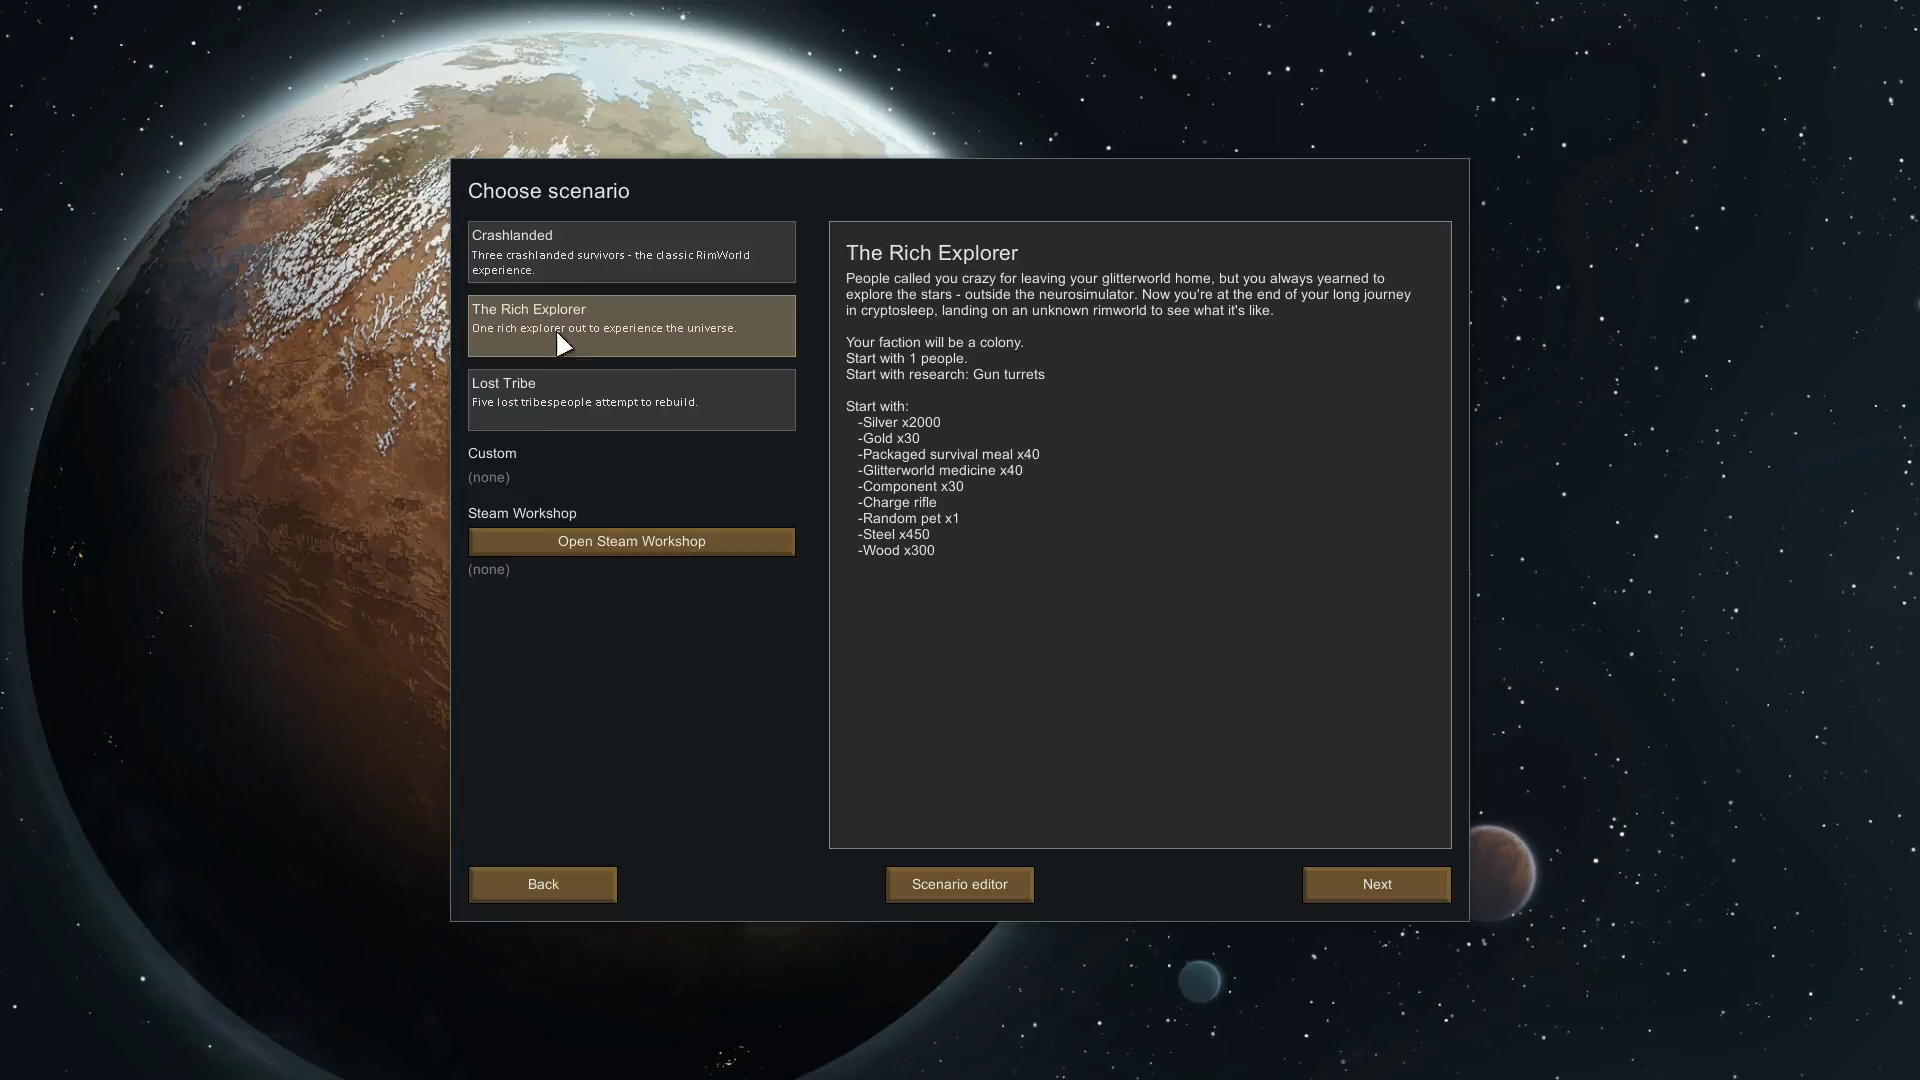 Choose scenario
Crashlanded
Three crashlanded survivors - the classic RimWorld
experience.
The Rich Explorer
One rich explorer out to experience the universe.
Lost Tribe
Five lost tribespeople attempt to rebuild.
Custom
(none)
Steam Workshop
Open Steam Workshop
(none)
The Rich Explorer
People called you crazy for leaving your glitterworld home, but you always yearned to
explore the stars - outside the neurosimulator. Now you're at the end of your long journey
in cryptosleep, landing on an unknown rimworld to see what it's like.
Your faction will be a colony.
Start with 1 people.
Start with research: Gun turrets
Start with:
-Silver x2000
-Gold x30
-Packaged survival meal x40
-Glitterworld medicine x40
-Component x30
-Charge rifle
-Random pet x1
-Steel x450
-Wood x300
Back
Scenario editor
Next